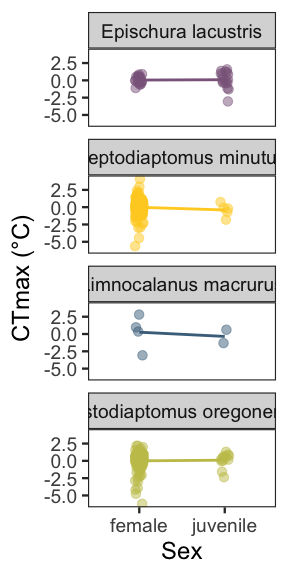 Epischura lacustris
2.5
0.0
-2.5
-5.0
eptodiaptomus minutu
2.5
0.0
-2.5
-5.0
imnocalanus macruru
2.5
0.0
-2.5
-5.0
stodiaptomus oregonen
2.5
0.0
-2.5
-5.0
CTmax (°C)
female juvenile
Sex